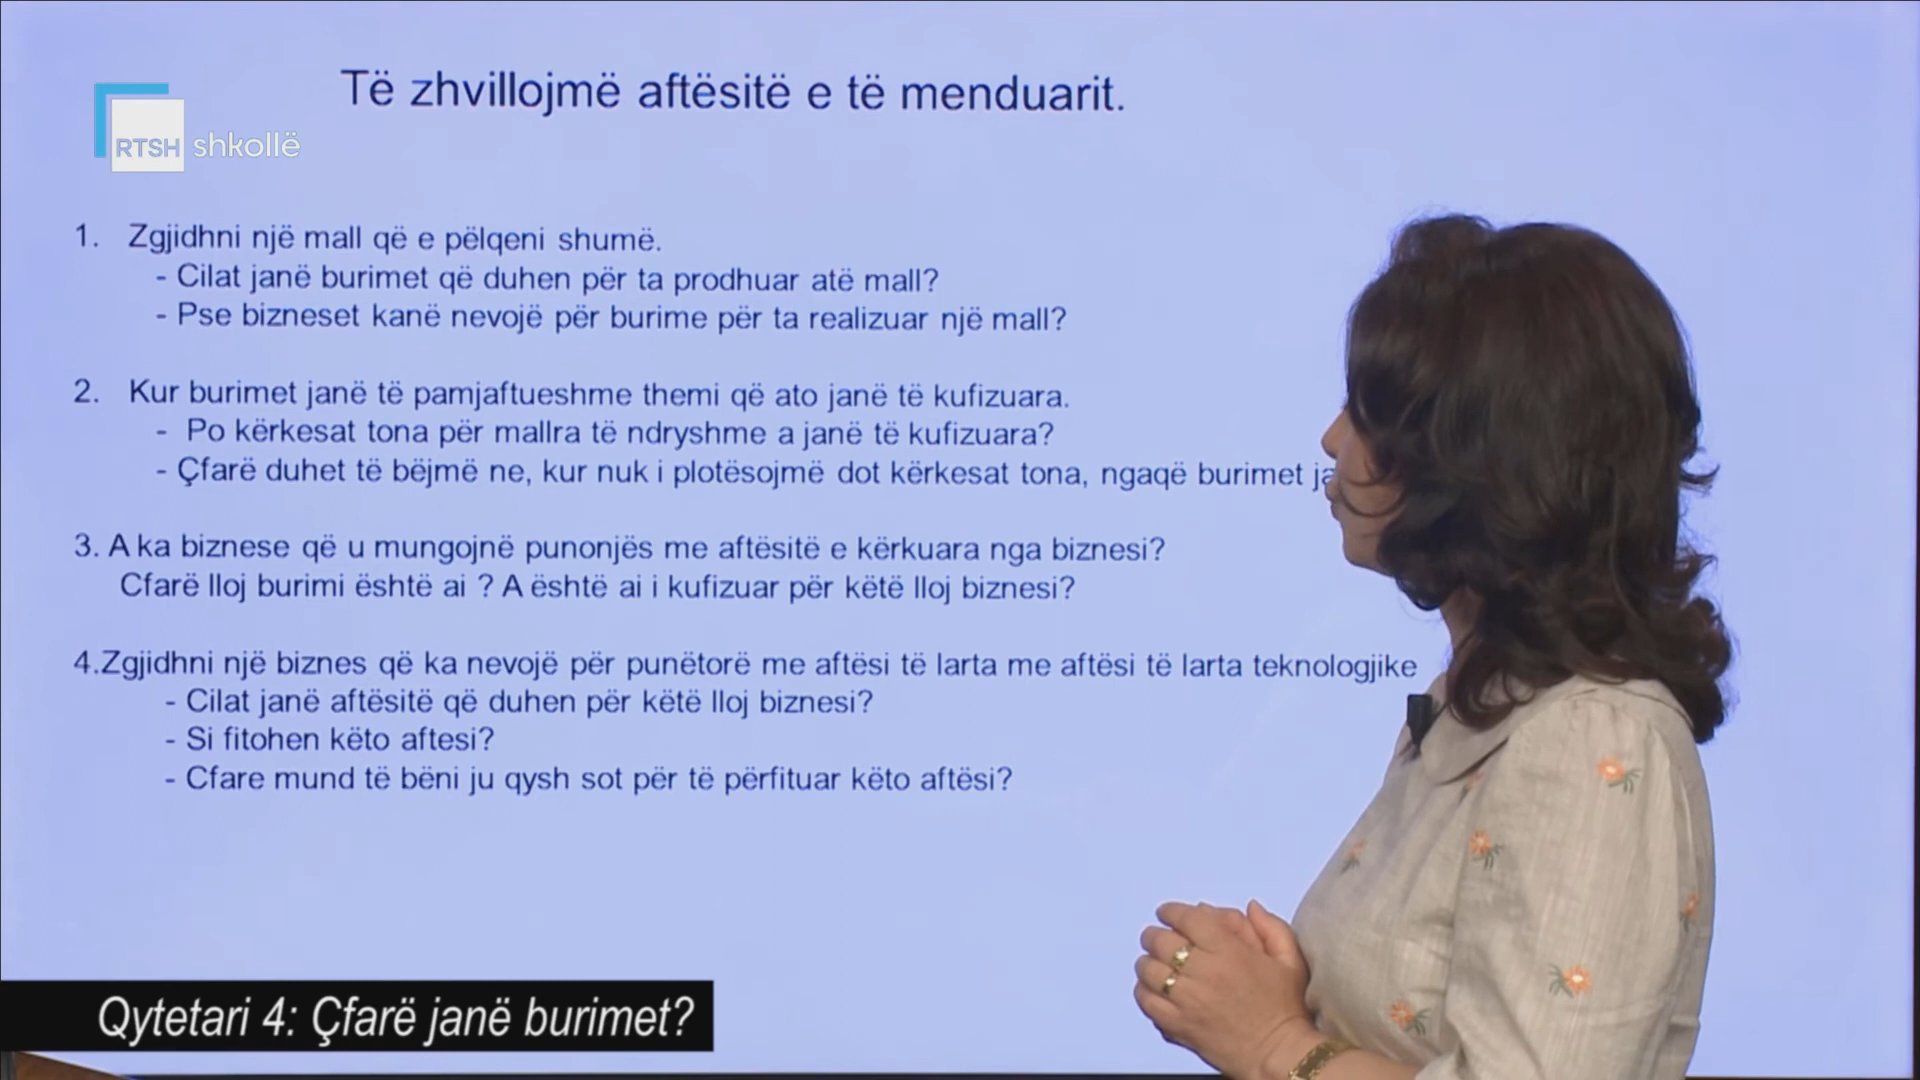 Të zhvillojmë aftësitë e të menduarit.
RTSH shkollë
1. Zgjidhni një mall që e pëlqeni shumë.
- Cilat janë burimet që duhen për ta prodhuar atë mall?
- Pse bizneset kanë nevojë për burime për ta realizuar një mall?
2. Kur burimet janë të pamjaftueshme themi që ato janë të kufizuara.
- Po kërkesat tona për mallra të ndryshme a janë të kufizuara?
- Çfarë duhet të bëjmë ne, kur nuk i plotësojmë dot kërkesat tona, ngaqë burimet
3. A ka biznese që u mungojnë punonjës me aftësitë e kërkuara nga biznesi?
Cfarë lloj burimi është ai ? A është ai i kufizuar për këtë lloj biznesi?
4.Zgjidhni një biznes që ka nevojë për punëtorë me aftësi të larta me aftësi të larta teknologjike
- Cilat janë aftësitë që duhen për këtë lloj biznesi?
- Si fitohen këto aftesi?
- Cfare mund të bëni ju qysh sot për të përfituar këto aftësi?
Qytetari 4: Çfarë janë burimet?